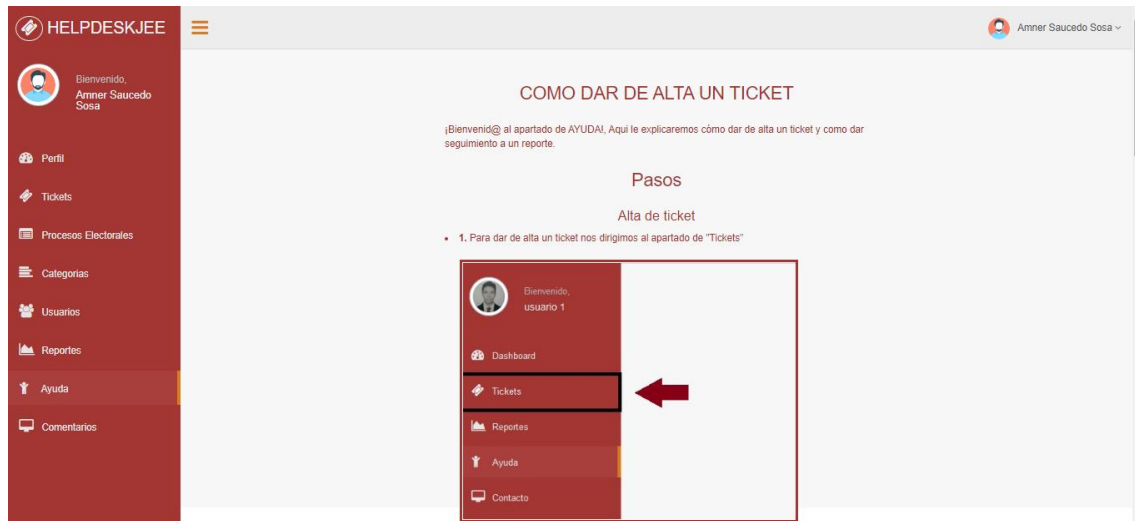 HELPDESKJEE
Amner Saucedo Sosa
Bienvenido,
Amner Saucedo
Sosa
Perfil
Tickets
Procesos Electorales
Categorias
Usuarios
Reportes
Ayuda
Comentarios
COMO DAR DE ALTA UN TICKET
¡Bienvenid@ al apartado de AYUDA!, Aqui le explicaremos cómo dar de alta un ticket y como dar
seguimiento a un reporte.
Pasos
Alta de ticket
• 1. Para dar de alta un ticket nos dirigimos al apartado de "Tickets"
Bienvenido,
usuario 1
Dashboard
Tickets
Reportes
Ayuda
Contacto